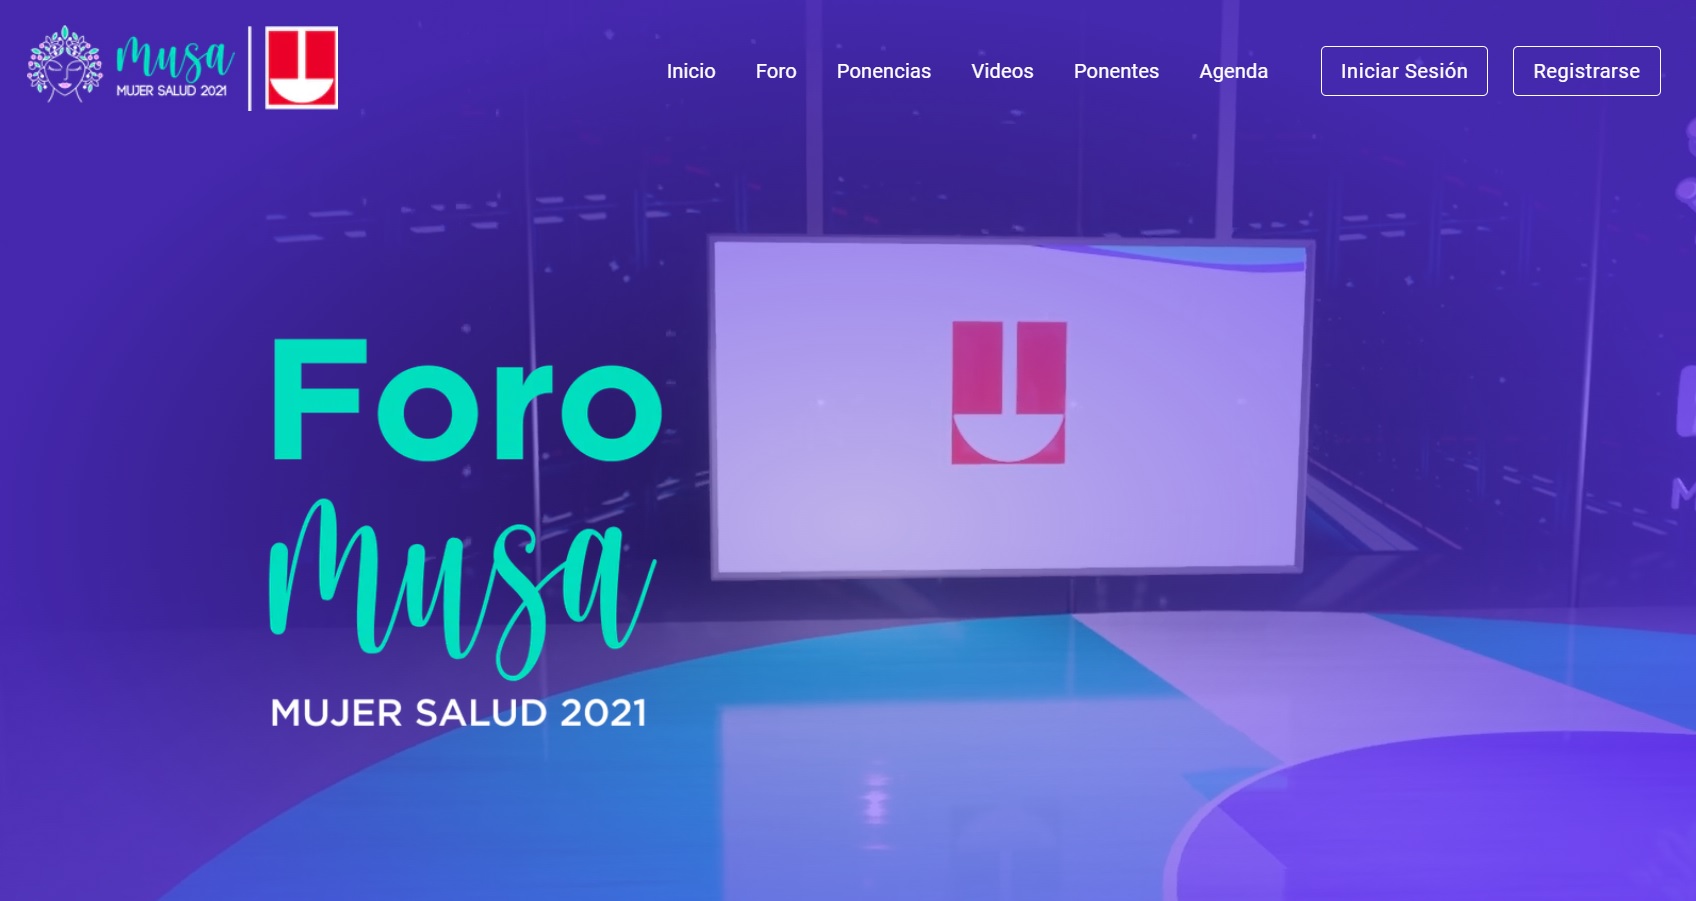 musa
MUJER SALUD 2021
Inicio
Foro
Ponencias
Videos
Ponentes
Agenda
Iniciar Sesión
Registrarse
Foro
musa
MUJER SALUD 2021